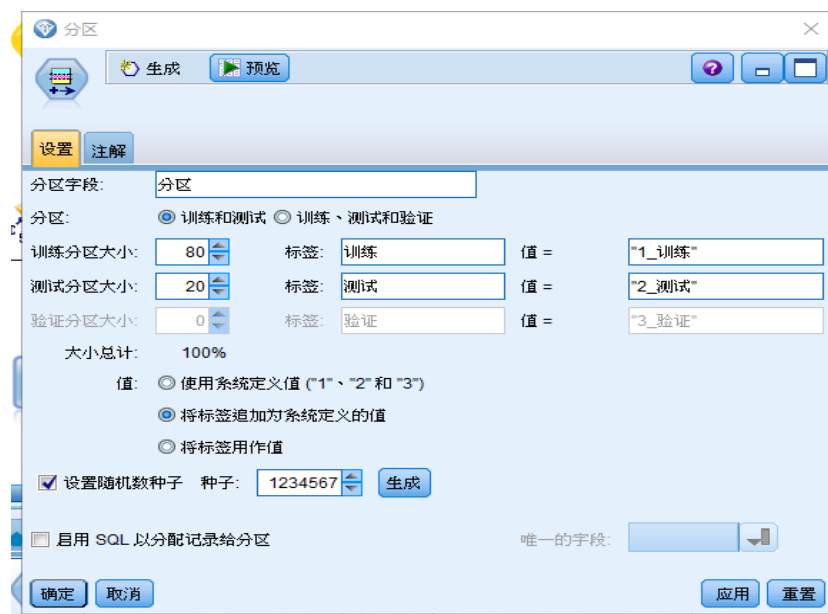 分区
生成 预览
设置 注解
分区字段: 分区
分区: 训练和测试 训练、测试和验证
训练分区大小: 80 标签: 训练 值 = "1_训练"
测试分区大小: 20 标签: 测试 值 = "2_测试"
验证分区大小: 0 标签: 验证 值 = "3_验证"
大小总计: 100%
值: 使用系统定义值 ("1"、"2" 和 "3")
将标签追加为系统定义的值
将标签用作值
设置随机数种子 种子: 1234567 生成
启用 SQL 以分配记录给分区 唯一的字段:
确定 取消 应用 重置